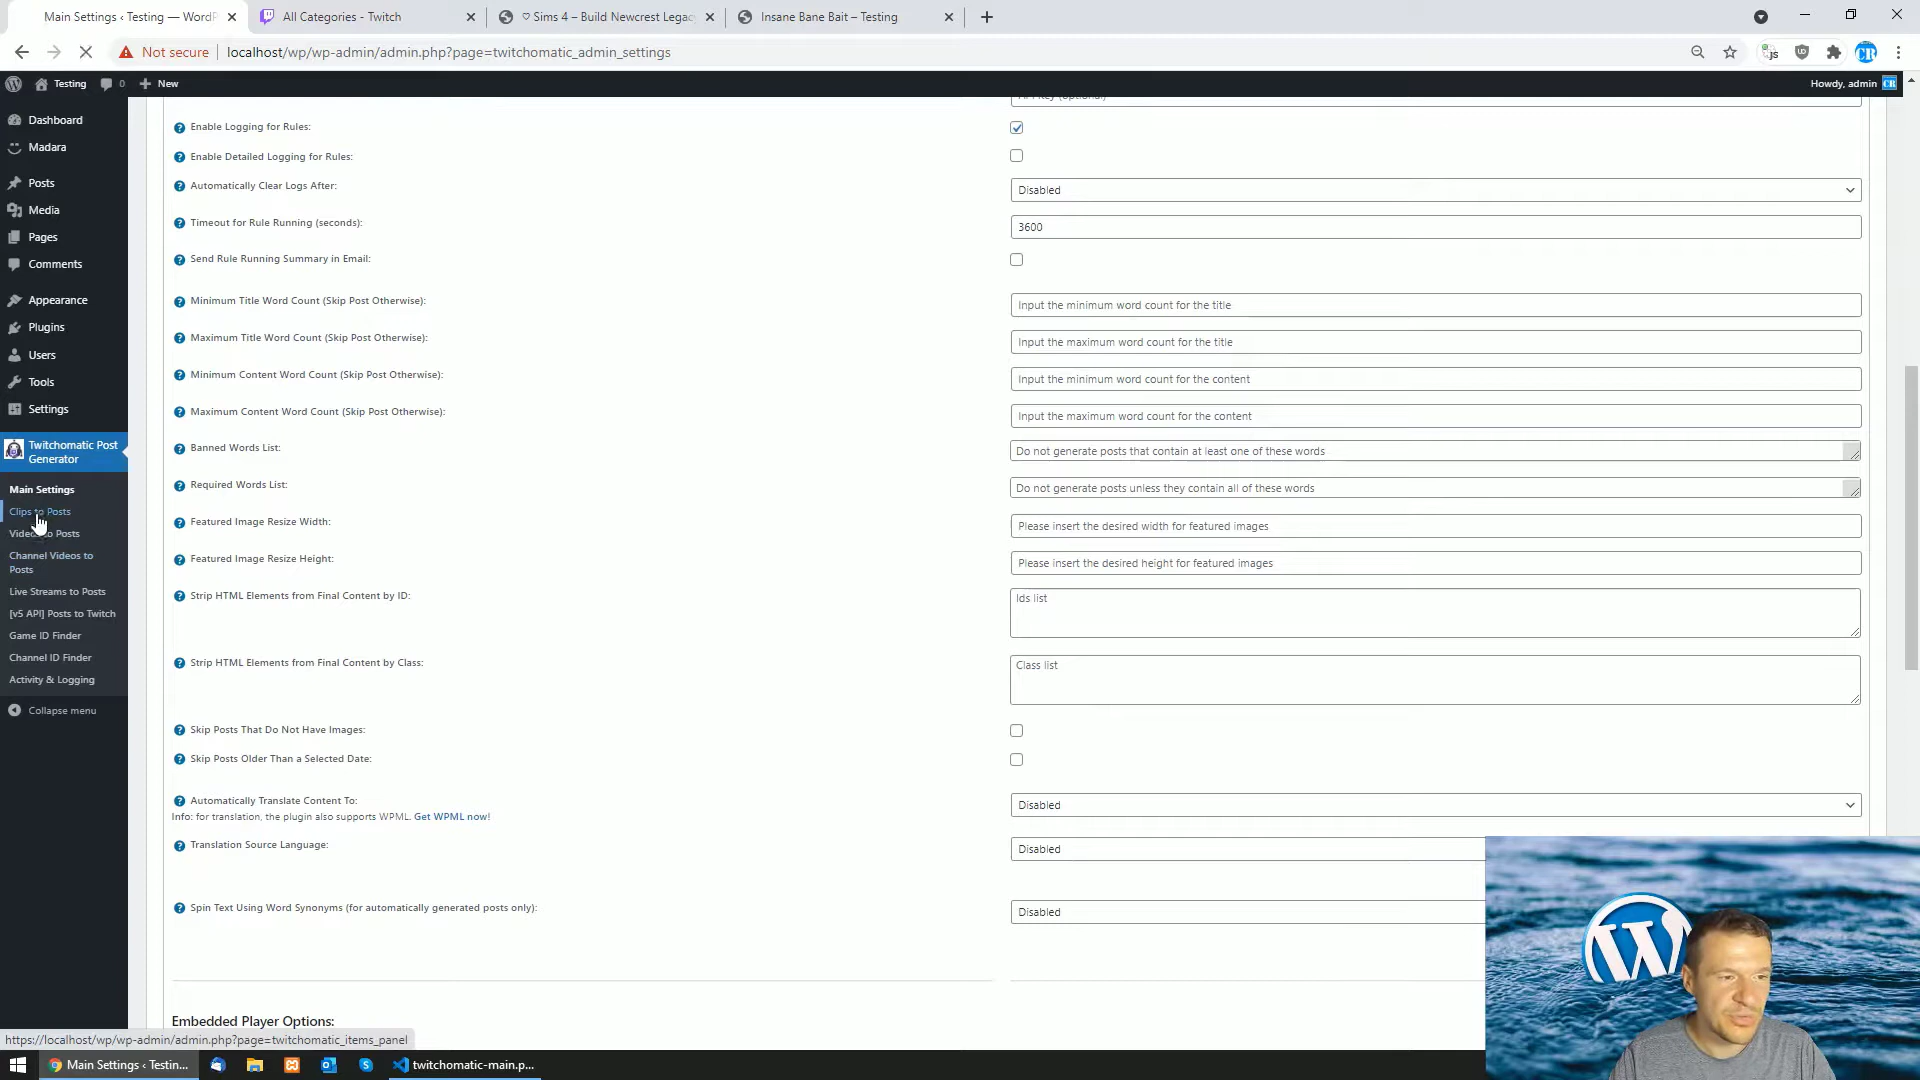 Main Settings ‹ Testing — WordPr
All Categories - Twitch
♡ Sims 4 – Build Newcrest Legac
Insane Bane Bait – Testing
Not secure
localhost/wp/wp-admin/admin.php?page=twitchomatic_admin_settings
Testing
0
New
Howdy, admin
CR
Dashboard
Madara
Posts
Media
Pages
Comments
Appearance
Plugins
Users
Tools
Settings
Twitchomatic Post
Generator
Main Settings
Clips to Posts
Videos to Posts
Channel Videos to
Posts
Live Streams to Posts
[v5 API] Posts to Twitch
Game ID Finder
Channel ID Finder
Activity & Logging
Collapse menu
Enable Logging for Rules:
Enable Detailed Logging for Rules:
Automatically Clear Logs After:
Disabled
Timeout for Rule Running (seconds):
3600
Send Rule Running Summary in Email:
Minimum Title Word Count (Skip Post Otherwise):
Input the minimum word count for the title
Maximum Title Word Count (Skip Post Otherwise):
Input the maximum word count for the title
Minimum Content Word Count (Skip Post Otherwise):
Input the minimum word count for the content
Maximum Content Word Count (Skip Post Otherwise):
Input the maximum word count for the content
Banned Words List:
Do not generate posts that contain at least one of these words
Required Words List:
Do not generate posts unless they contain all of these words
Featured Image Resize Width:
Please insert the desired width for featured images
Featured Image Resize Height:
Please insert the desired height for featured images
Strip HTML Elements from Final Content by ID:
Ids list
Strip HTML Elements from Final Content by Class:
Class list
Skip Posts That Do Not Have Images:
Skip Posts Older Than a Selected Date:
Automatically Translate Content To:
Disabled
Info: for translation, the plugin also supports WPML. Get WPML now!
Translation Source Language:
Disabled
Spin Text Using Word Synonyms (for automatically generated posts only):
Disabled
Embedded Player Options:
https://localhost/wp/wp-admin/admin.php?page=twitchomatic_items_panel
Main Settings ‹ Testin...
twitchomatic-main.p...